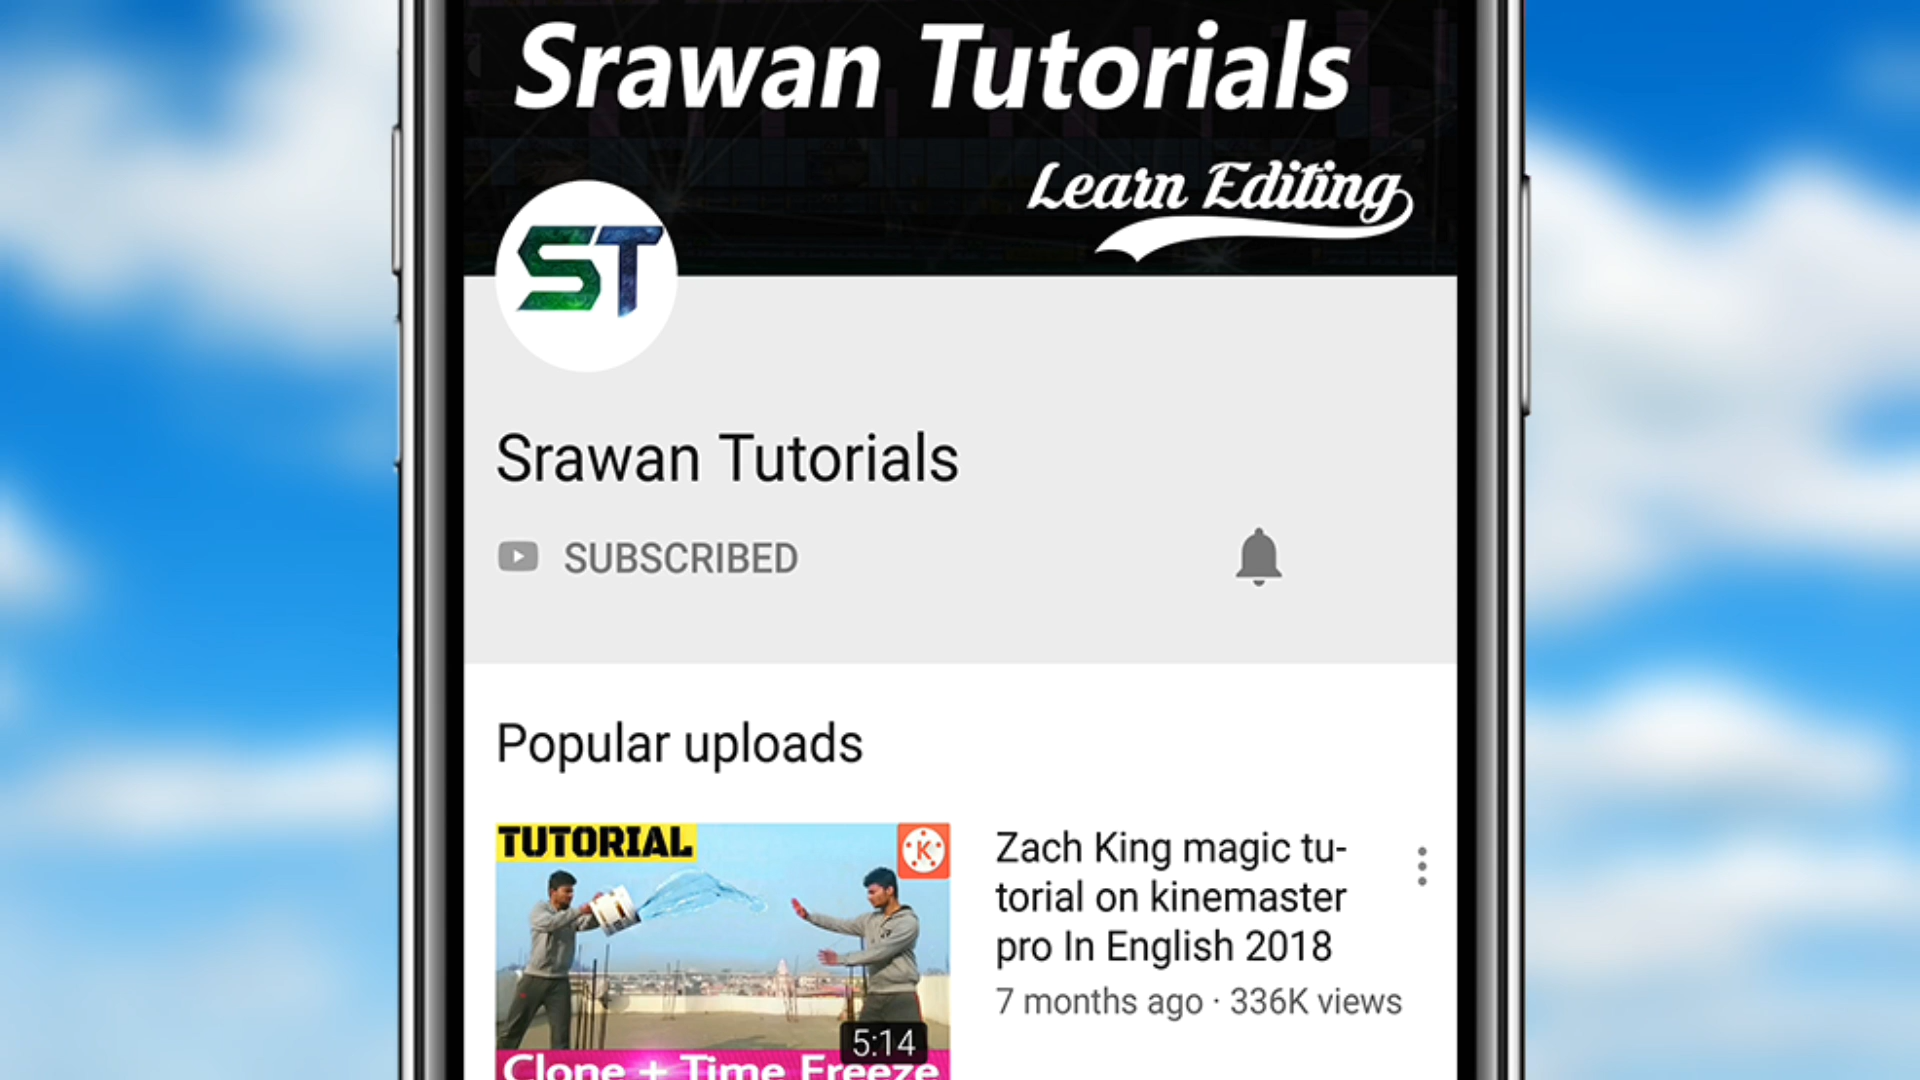 Srawan Tutorials
Learn Editing
ST
Srawan Tutorials
SUBSCRIBED
Popular uploads
TUTORIAL
K
5:14
Clone + Time Freeze
Zach King magic tu-
torial on kinemaster
pro In English 2018
7 months ago · 336K views